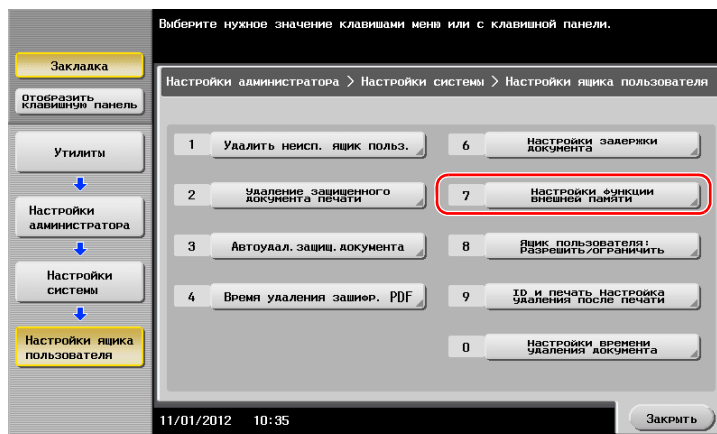 Выберите нужное значение клавишами меню или с клавишной панели.
Закладка
Отобразить
клавишную панель
Утилиты
Настройки
администратора
Настройки
системы
Настройки ящика
пользователя
Настройки администратора > Настройки системы > Настройки ящика пользователя
1 Удалить неисп. ящик польз.
2 Удаление защищенного
документа печати
3 Автоудал. защищ. документа
4 Время удаления зашифр. PDF
6 Настройки задержки
документа
7 Настройки функции
внешней памяти
8 Ящик пользователя:
Разрешить/ограничить
9 ID и печать Настройка
удаления после печати
0 Настройки времени
удаления документа
11/01/2012 10:35
Закрыть